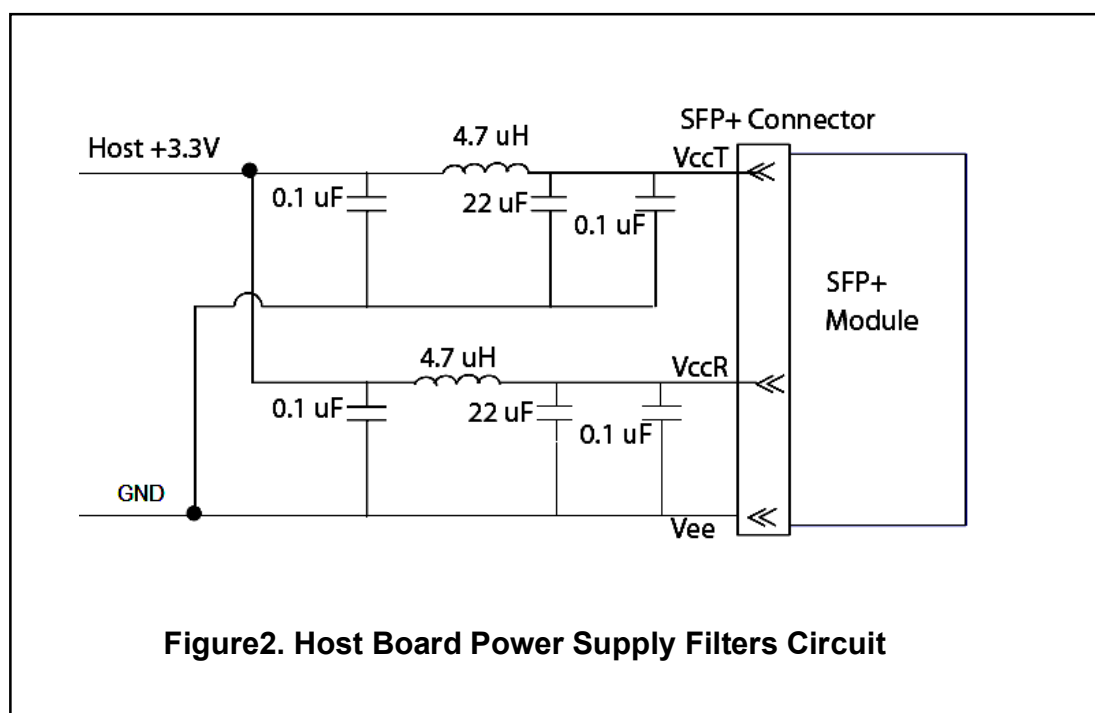 SFP+ Connector
Host +3.3V
4.7 uH
VccT
0.1 uF
22 uF
0.1 uF
SFP+
Module
4.7 uH
VccR
0.1 uF
22 uF
0.1 uF
GND
Vee
Figure2. Host Board Power Supply Filters Circuit